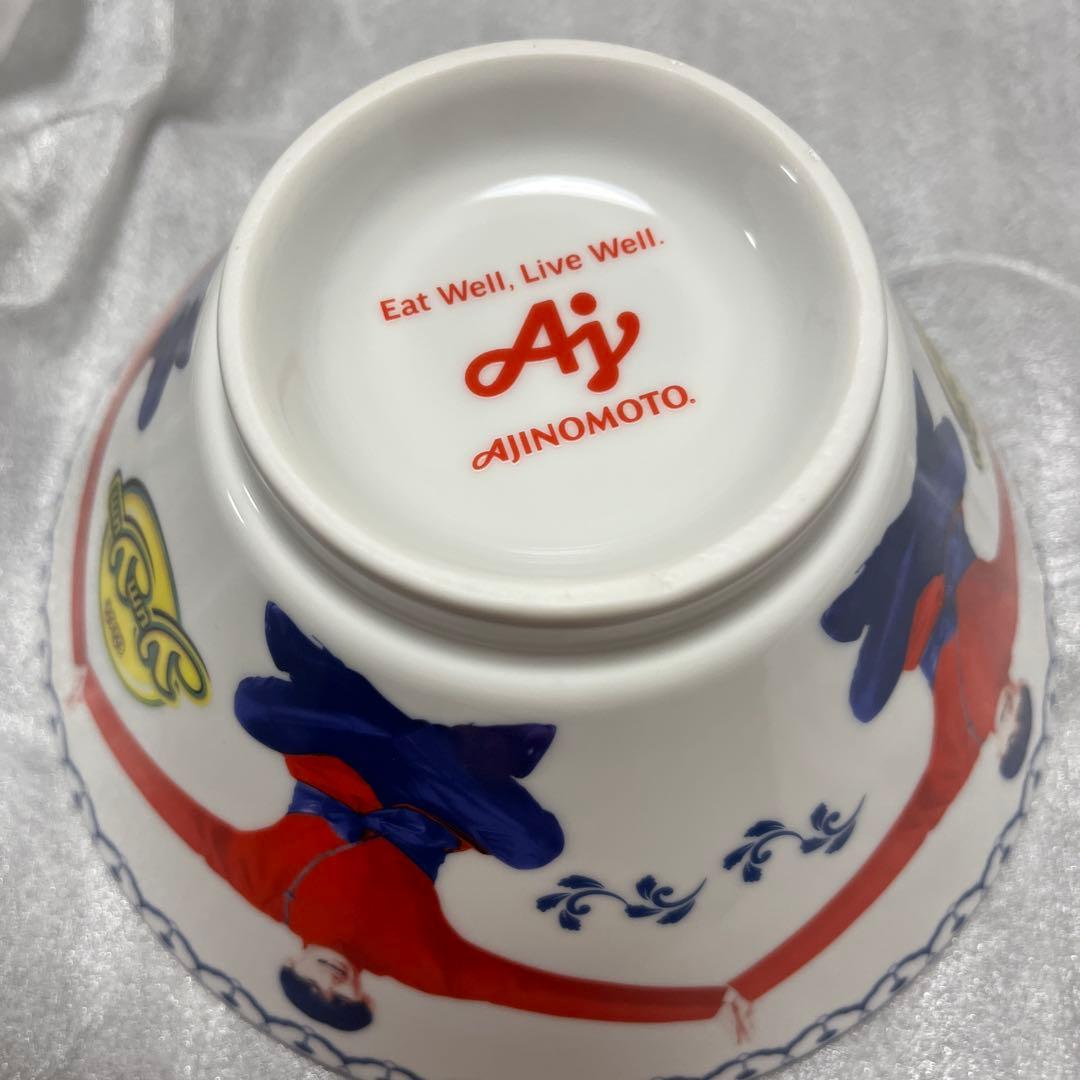 Eat Well, Live Well.
Aj
AJINOMOTO.